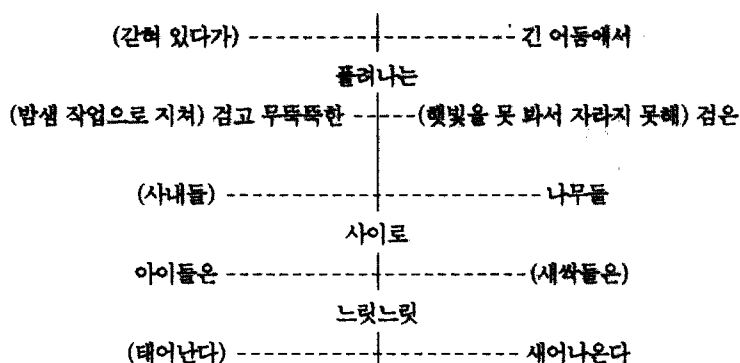 (갇혀 있다가) 긴 어둠에서
풀려나는
(밤샘 작업으로 지쳐) 검고 무뚝뚝한 (햇빛을 못 봐서 자라지 못해) 검은
(사내들) 나무들
사이로
아이들은 (새싹들은)
느릿느릿
(태어난다) 새어나온다